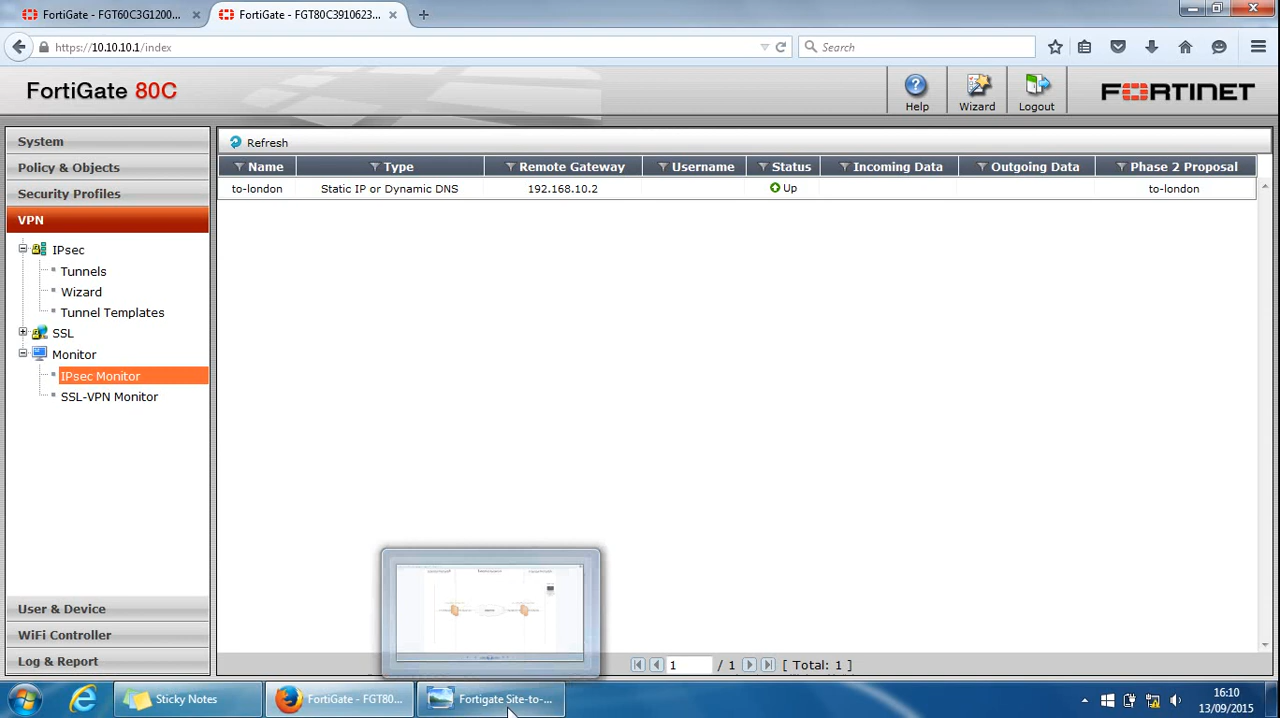 FortiGate - FGT60C3G1200...
FortiGate - FGT80C3910623...
https://10.10.10.1/index
Search
FortiGate 80C
Help
Wizard
Logout
FORTINET
System
Policy & Objects
Security Profiles
VPN
IPsec
Tunnels
Wizard
Tunnel Templates
SSL
Monitor
IPsec Monitor
SSL-VPN Monitor
User & Device
WiFi Controller
Log & Report
Refresh
Name Type Remote Gateway Username Status Incoming Data Outgoing Data Phase 2 Proposal
to-london Static IP or Dynamic DNS 192.168.10.2 Up to-london
1 / 1 [ Total: 1 ]
Sticky Notes
FortiGate - FGT80...
Fortigate Site-to-...
16:10
13/09/2015